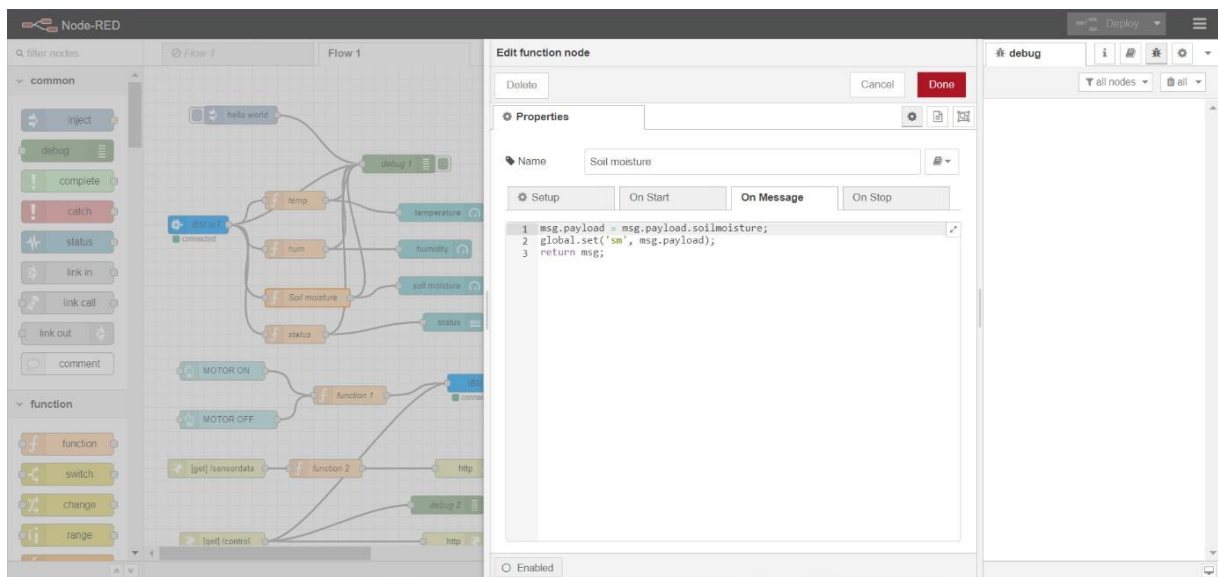 Node-RED
Deploy
filter nodes
Flow 1
Flow 1
Edit function node
debug
i
common
Delete
Cancel
Done
all nodes
all
inject
hello world
Properties
debug
debug 1
complete
Name
Soil moisture
catch
temp
temperature
Setup
On Start
On Message
On Stop
status
connected
hum
humidity
1 msg.payload = msg.payload.soilmoisture;
2 global.set('sm', msg.payload);
3 return msg;
link in
link call
Soil moisture
soil moisture
link out
status
status
comment
MOTOR ON
function 1
function
MOTOR OFF
function
[get] /sensordata
function 2
http
switch
change
debug 2
range
[get] /control
http
Enabled